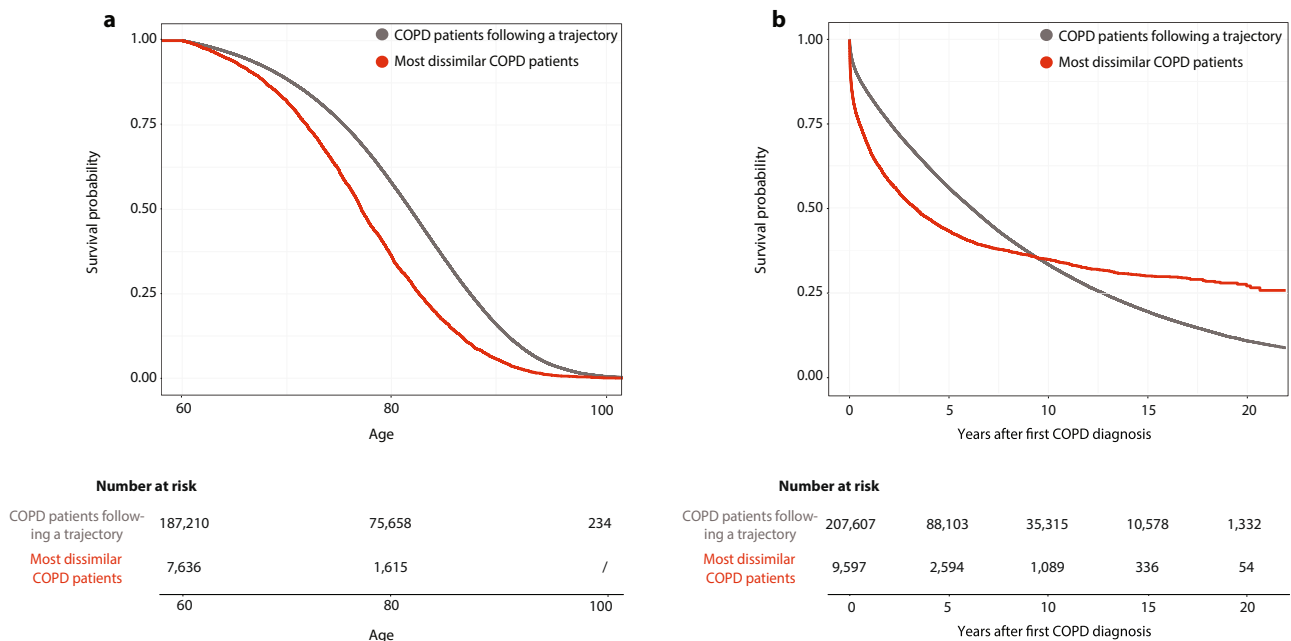 a
COPD patients following a trajectory
Most dissimilar COPD patients
1.00
0.75
0.50
0.25
0.00
Survival probability
60 80 100
Age
Number at risk
COPD patients follow-
ing a trajectory
187,210 75,658 234
Most dissimilar
COPD patients
7,636 1,615 /
60 80 100
Age
b
COPD patients following a trajectory
Most dissimilar COPD patients
1.00
0.75
0.50
0.25
0.00
Survival probability
0 5 10 15 20
Years after first COPD diagnosis
Number at risk
COPD patients follow-
ing a trajectory
207,607 88,103 35,315 10,578 1,332
Most dissimilar
COPD patients
9,597 2,594 1,089 336 54
0 5 10 15 20
Years after first COPD diagnosis